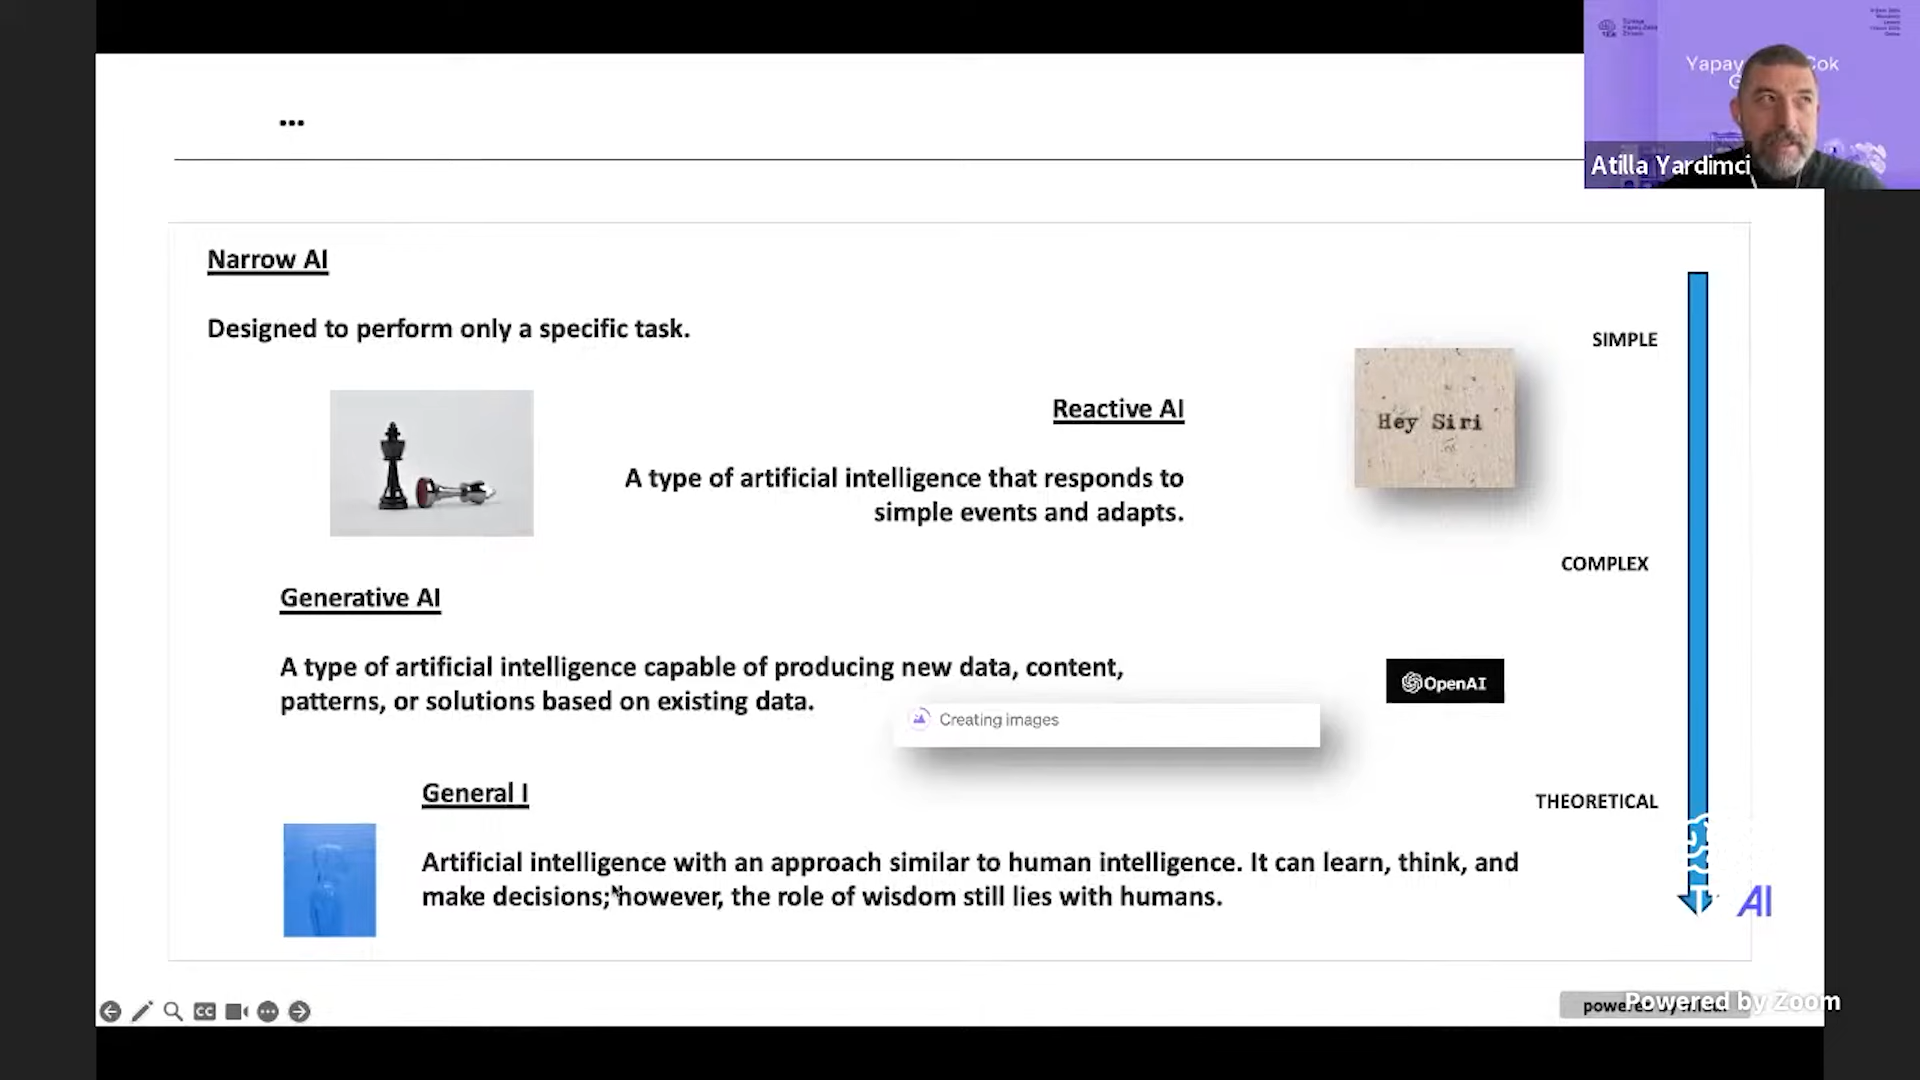 ...
Yapay
Cok
Atilla Yardimci
Narrow AI
Designed to perform only a specific task.
SIMPLE
Reactive AI
Hey Siri
A type of artificial intelligence that responds to
simple events and adapts.
COMPLEX
Generative AI
A type of artificial intelligence capable of producing new data, content,
patterns, or solutions based on existing data.
OpenAI
Creating images
General I
THEORETICAL
Artificial intelligence with an approach similar to human intelligence. It can learn, think, and
make decisions; however, the role of wisdom still lies with humans.
AI
CC
Powered by Zoom